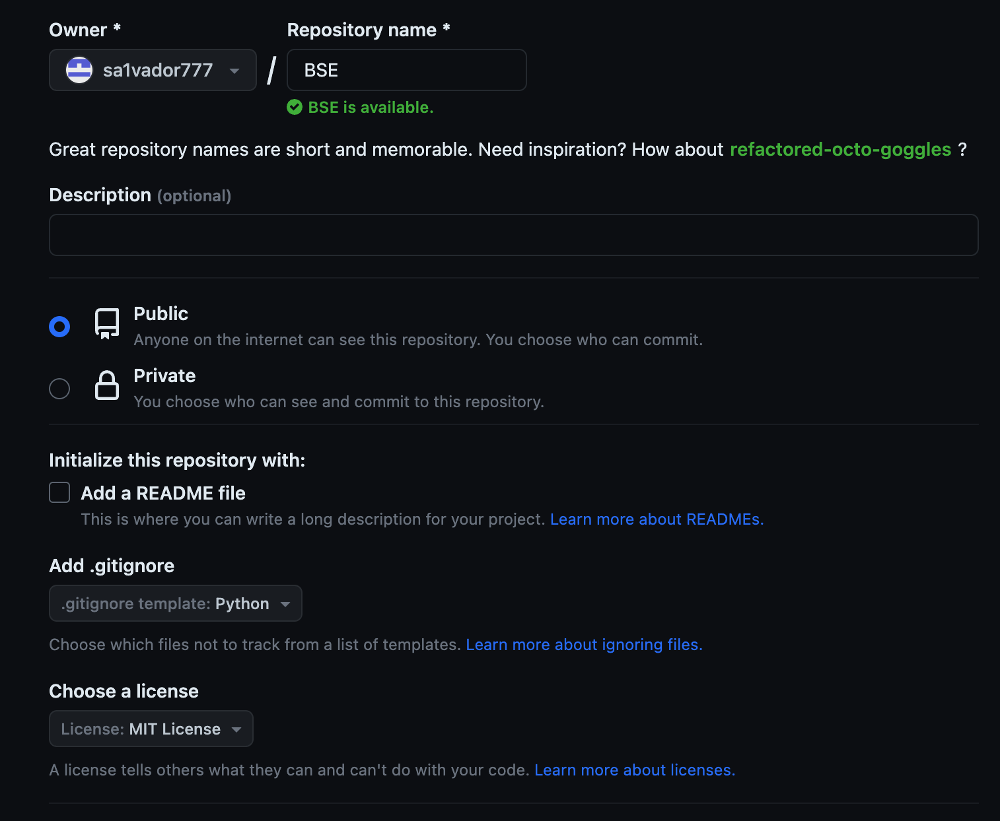 Owner * Repository name *
sa1vador777 / BSE
BSE is available.
Great repository names are short and memorable. Need inspiration? How about refactored-octo-goggles ?
Description (optional)
Public
Anyone on the internet can see this repository. You choose who can commit.
Private
You choose who can see and commit to this repository.
Initialize this repository with:
Add a README file
This is where you can write a long description for your project. Learn more about READMEs.
Add .gitignore
.gitignore template: Python
Choose which files not to track from a list of templates. Learn more about ignoring files.
Choose a license
License: MIT License
A license tells others what they can and can't do with your code. Learn more about licenses.